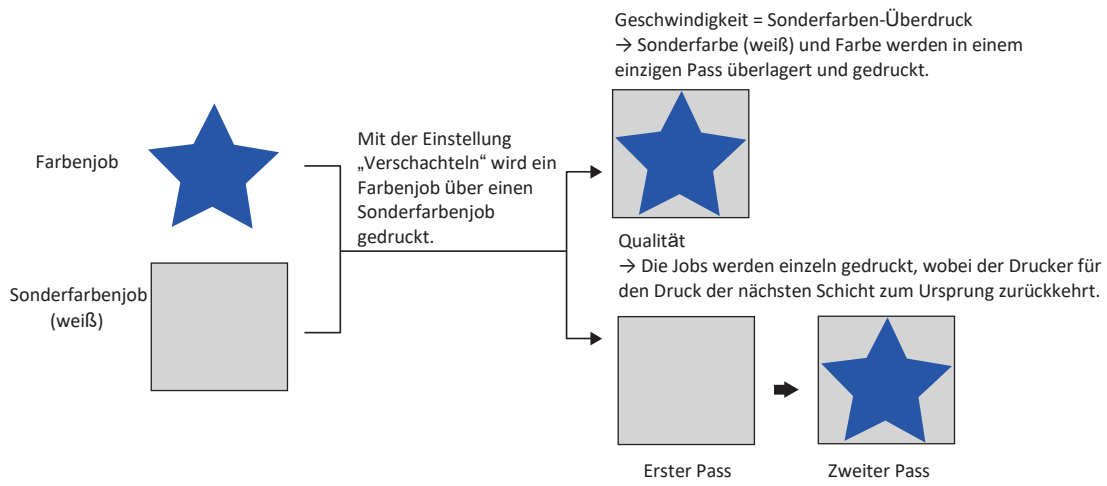 Geschwindigkeit = Sonderfarben-Überdruck
→ Sonderfarbe (weiß) und Farbe werden in einem
einzigen Pass überlagert und gedruckt.
Farbenjob
Mit der Einstellung
„Verschachteln“ wird ein
Farbenjob über einen
Sonderfarbenjob
gedruckt.
Qualität
→ Die Jobs werden einzeln gedruckt, wobei der Drucker für
den Druck der nächsten Schicht zum Ursprung zurückkehrt.
Sonderfarbenjob
(weiß)
Erster Pass
Zweiter Pass